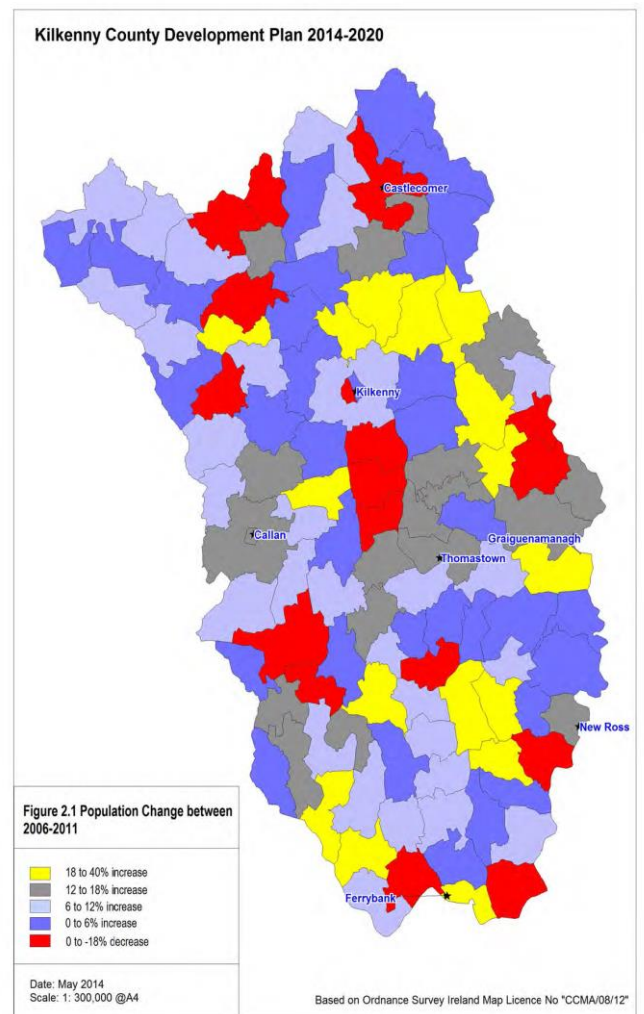 Kilkenny County Development Plan 2014-2020
Castlecomer
Kilkenny
Callan
Graiguenamanagh
Thomastown
New Ross
Ferrybank
Figure 2.1 Population Change between
2006-2011
18 to 40% increase
12 to 18% increase
6 to 12% increase
0 to 6% increase
0 to -18% decrease
Date: May 2014
Scale: 1: 300,000 @A4
Based on Ordnance Survey Ireland Map Licence No "CCMA/08/12"